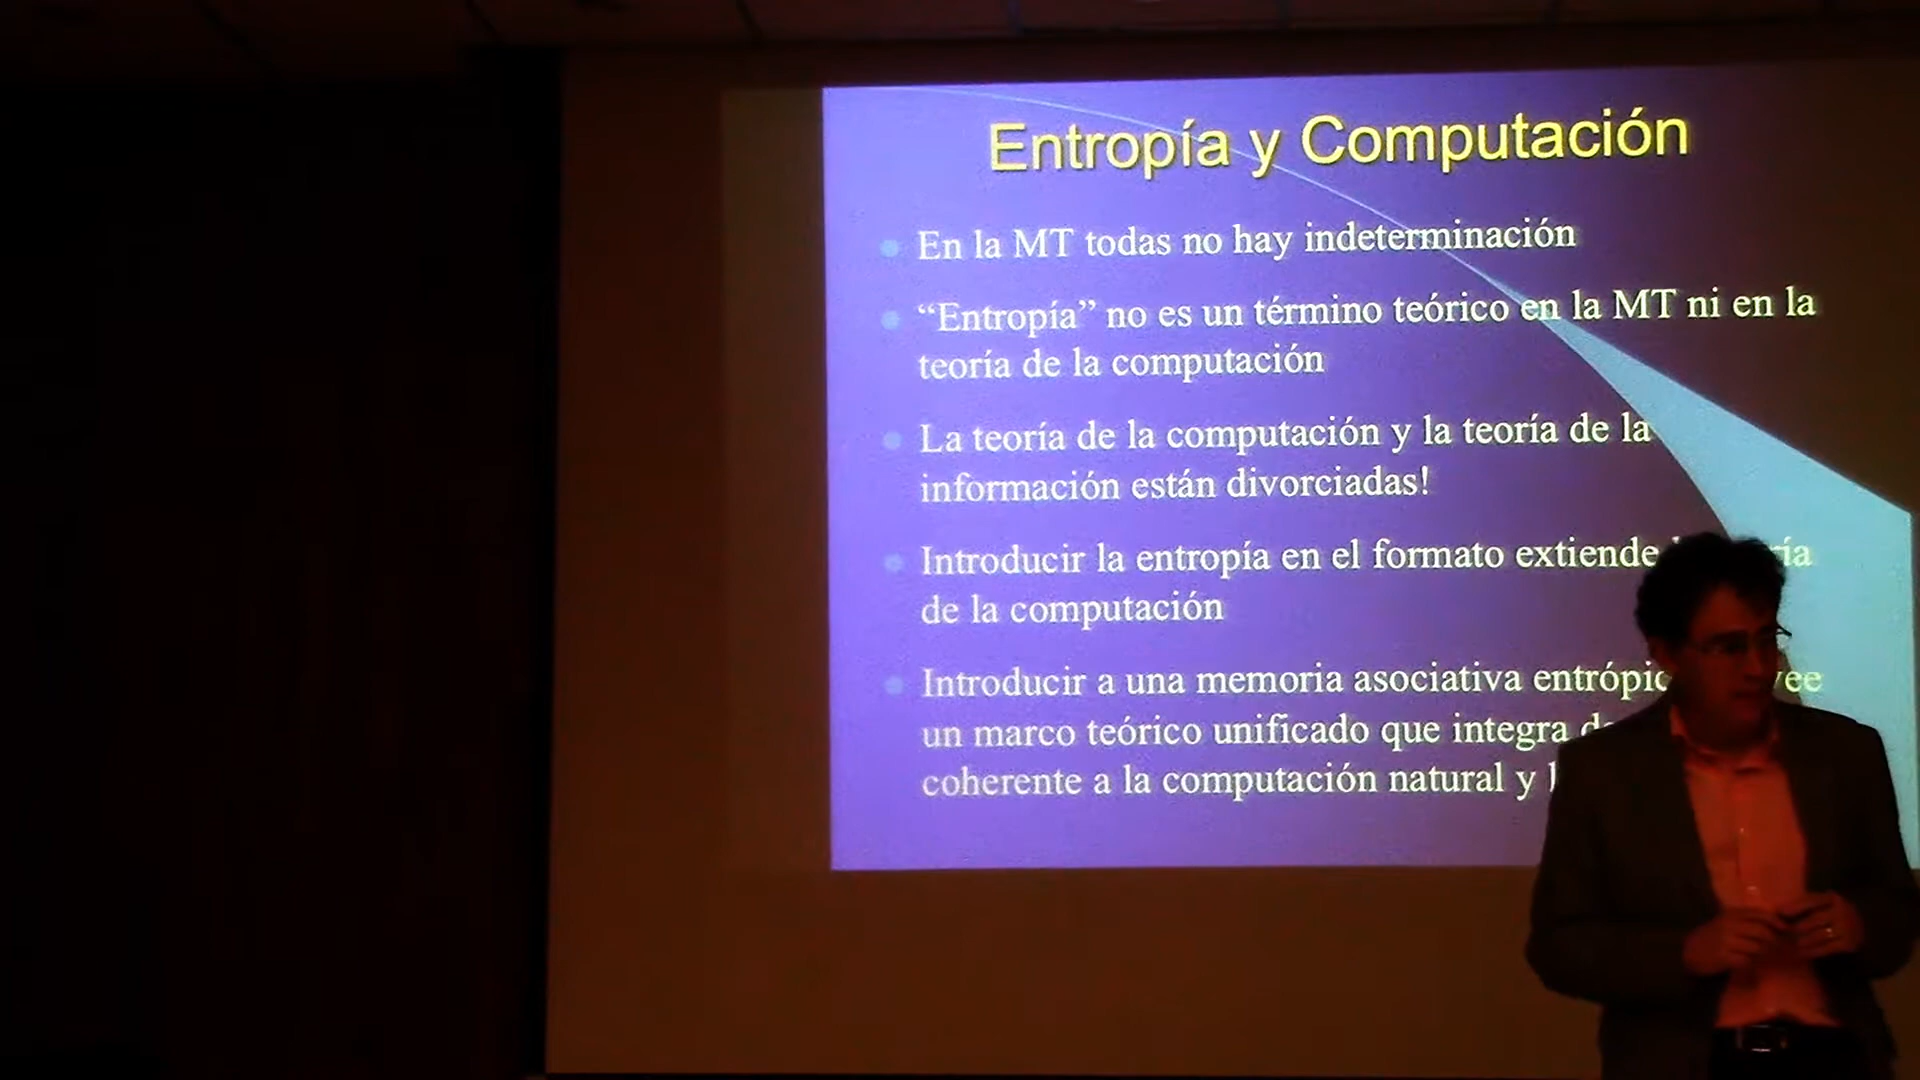 Entropía y Computación
En la MT todas no hay indeterminación
“Entropía” no es un término teórico en la MT ni en la
teoría de la computación
La teoría de la computación y la teoría de la
información están divorciadas!
Introducir la entropía en el formato extiende
de la computación
Introducir a una memoria asociativa
un marco teórico unificado que integra
coherente a la computación natural y